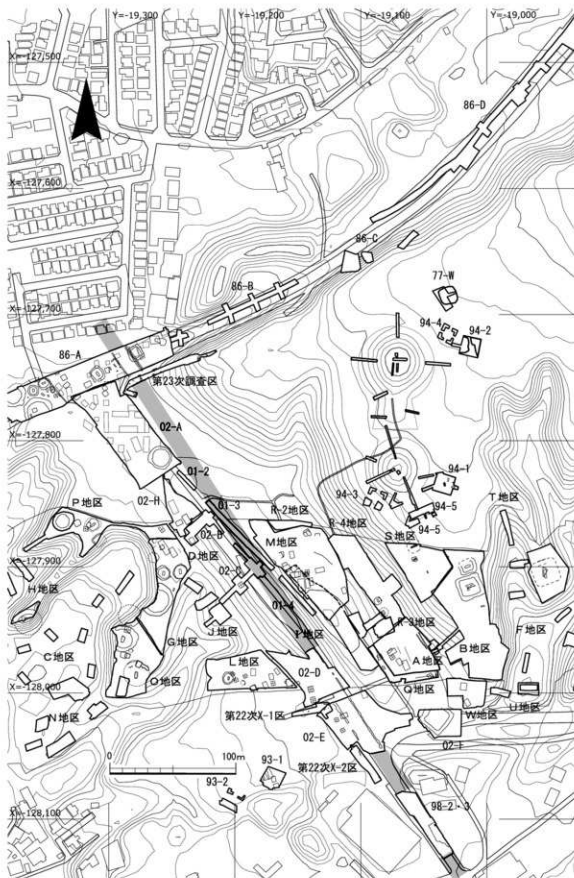 Y=-19,300
Y=-19,200
Y=-19,100
Y=-19,000
X=-127,500
86-D
X=-127,600
86-C
77-W
86-B
X=-127,700
94-4
94-2
86-A
第23次調査区
X=-127,800
02-A
01-2
94-1
94-3
P地区
02-H
01-3
R-2地区
94-5
T地区
R-4地区
94-5
S地区
02-B
M地区
D地区
X=-127,900
02-C
H地区
01-4
R-3地区
F地区
C地区
G地区
J地区
I地区
A地区
B地区
O地区
L地区
02-D
Q地区
U地区
X=-128,000
N地区
第22次X-1区
W地区
02-E
0
100m
第22次X-2区
93-1
93-2
X=-128,100
98-2・3